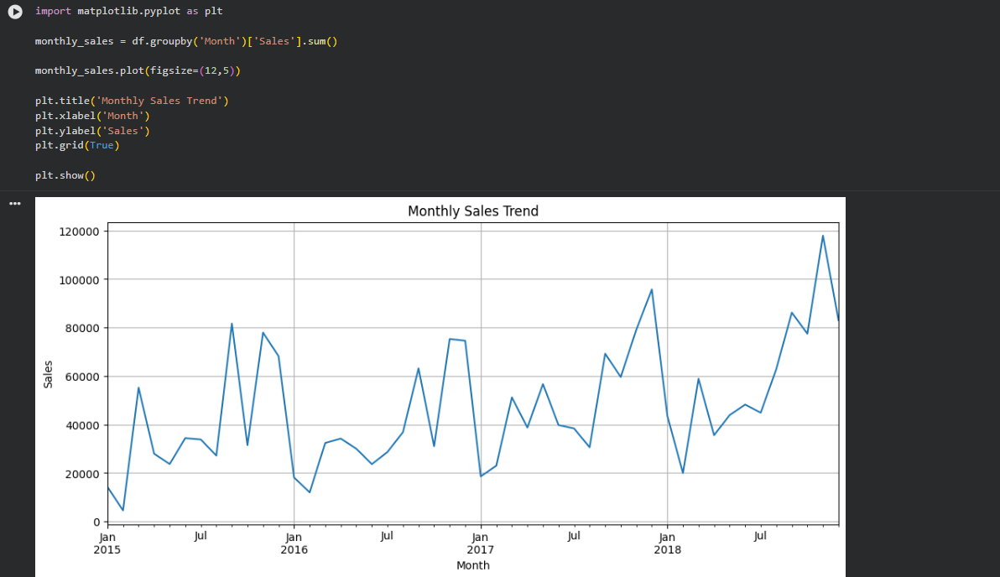 import matplotlib.pyplot as plt
monthly_sales = df.groupby('Month')['Sales'].sum()
monthly_sales.plot(figsize=(12,5))
plt.title('Monthly Sales Trend')
plt.xlabel('Month')
plt.ylabel('Sales')
plt.grid(True)
plt.show()
Monthly Sales Trend
120000
100000
80000
60000
40000
20000
0
Sales
Jan Jul Jan Jul Jan Jul Jan Jul
2015 2016 2017 2018
Month